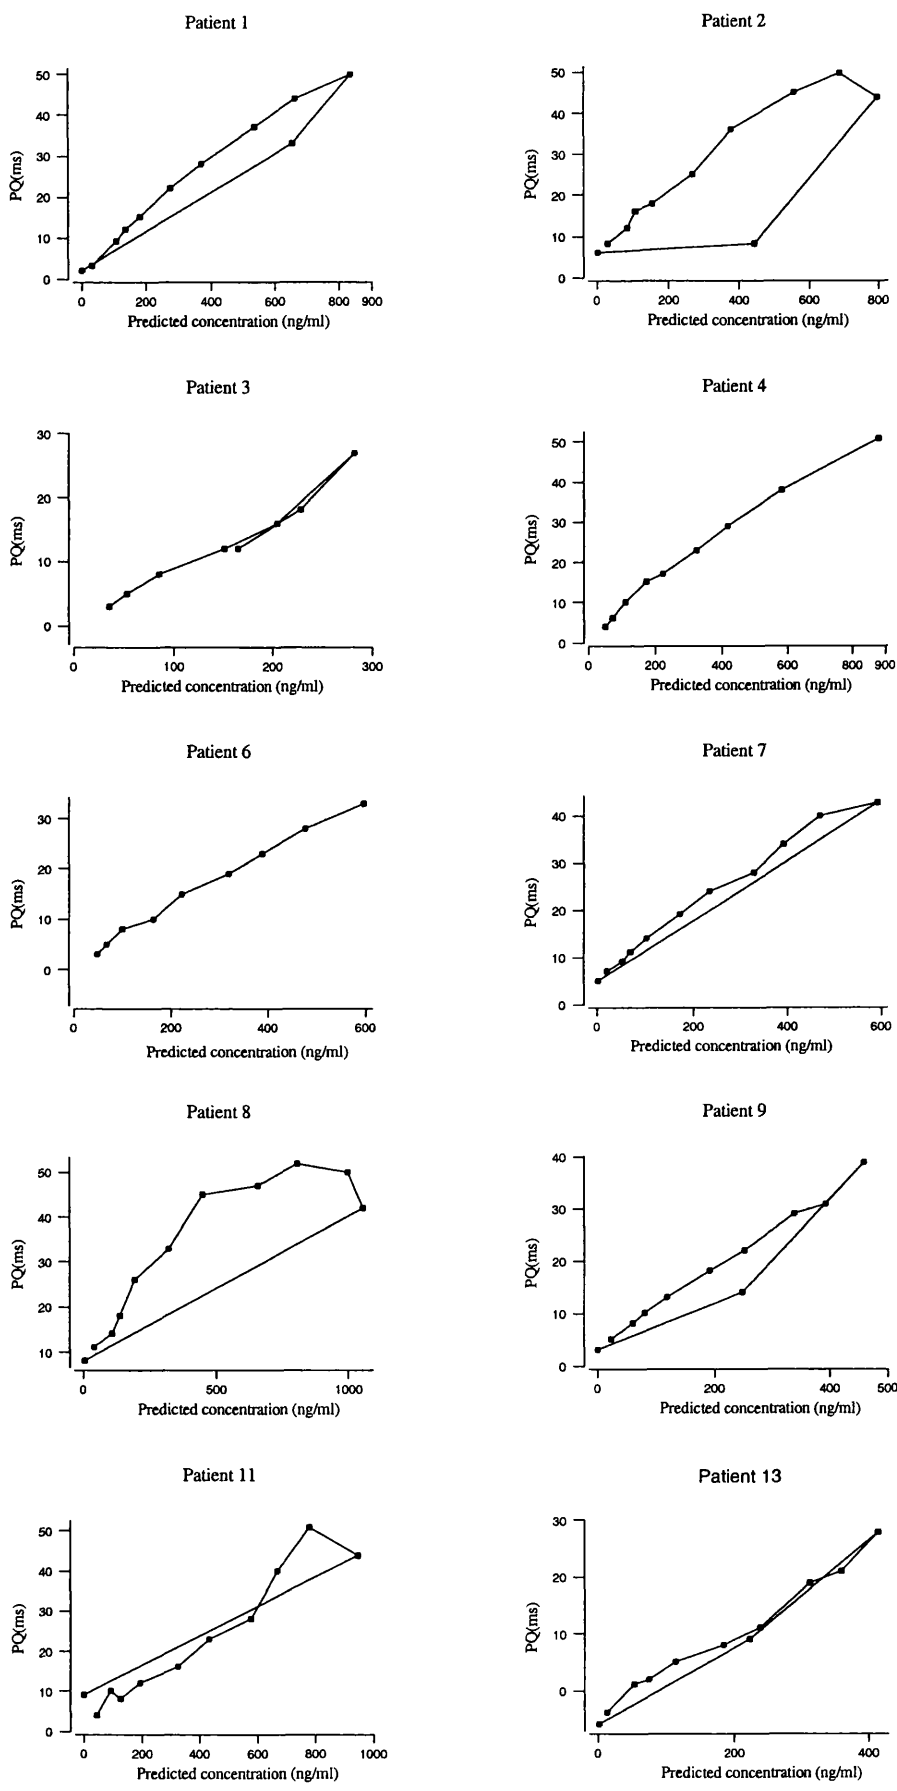 Patient 1
50
40
30
20
10
0
PQ(ms)
0 200 400 600 800 900
Predicted concentration (ng/ml)
Patient 2
50
40
30
20
10
0
PQ(ms)
0 200 400 600 800
Predicted concentration (ng/ml)
Patient 3
30
20
10
0
PQ(ms)
0 100 200 300
Predicted concentration (ng/ml)
Patient 4
50
40
30
20
10
0
PQ(ms)
0 200 400 600 800 900
Predicted concentration (ng/ml)
Patient 6
30
20
10
0
PQ(ms)
0 200 400 600
Predicted concentration (ng/ml)
Patient 7
40
30
20
10
0
PQ(ms)
0 200 400 600
Predicted concentration (ng/ml)
Patient 8
50
40
30
20
10
PQ(ms)
0 500 1000
Predicted concentration (ng/ml)
Patient 9
40
30
20
10
0
PQ(ms)
0 200 400 500
Predicted concentration (ng/ml)
Patient 11
50
40
30
20
10
0
PQ(ms)
0 200 400 600 800 1000
Predicted concentration (ng/ml)
Patient 13
30
20
10
0
PQ(ms)
0 200 400
Predicted concentration (ng/ml)